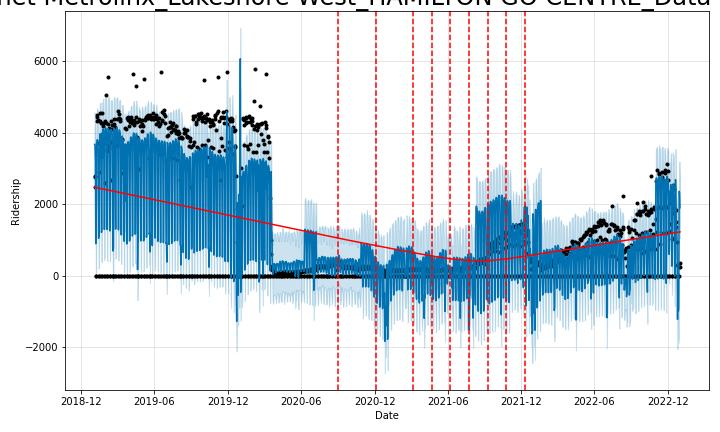 Metrolinx_Lakeshore West_HAMILTON GO CENTRE_Data
6000
4000
2000
0
−2000
Ridership
2018-12 2019-06 2019-12 2020-06 2020-12 2021-06 2021-12 2022-06 2022-12
Date